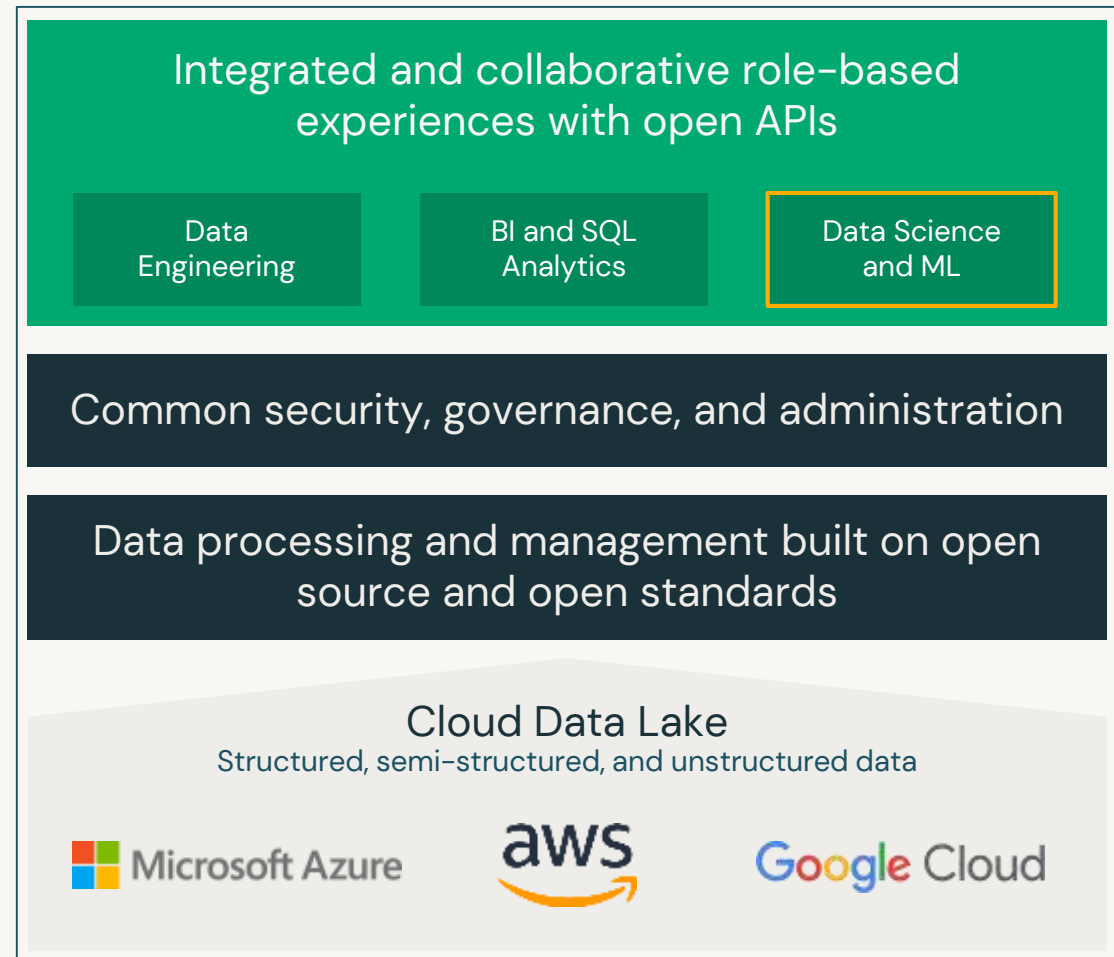 Integrated and collaborative role-based
experiences with open APIs
Data
Engineering
BI and SQL
Analytics
Data Science
and ML
Common security, governance, and administration
Data processing and management built on open
source and open standards
Cloud Data Lake
Structured, semi-structured, and unstructured data
Microsoft Azure
aws
Google Cloud